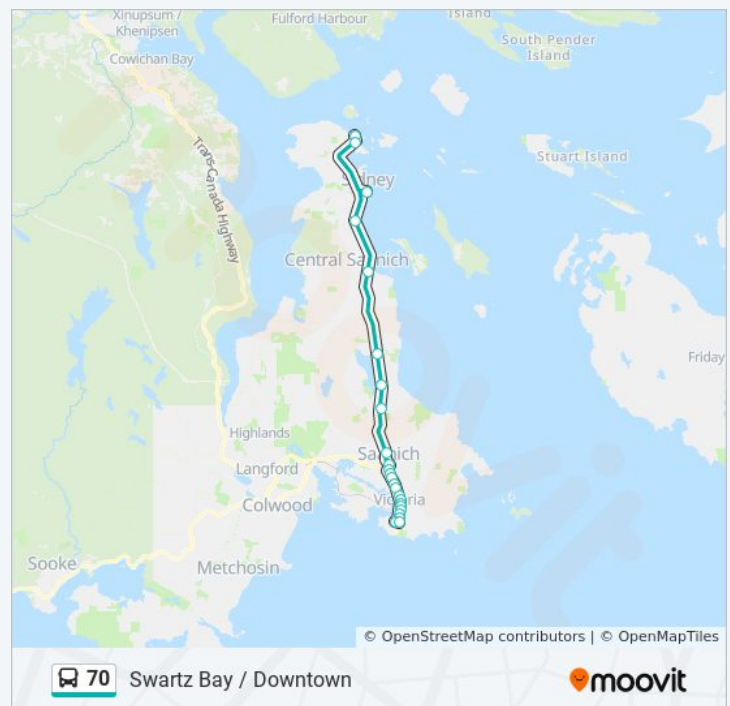 Xinupsum /
Khenipsen
Fulford Harbour
Island
Cowichan Bay
South Pender
Island
Trans-Canada Highway
Stuart Island
Sidney
Central Saanich
Friday
Highlands
Saanich
Langford
Victoria
Colwood
Sooke
Metchosin
© OpenStreetMap contributors | © OpenMapTiles
70 Swartz Bay / Downtown
moovit